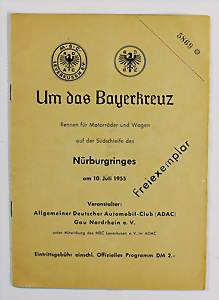 M·S·C
LEVERKUSEN
ADAC
5869
Um das Bayerkreuz
Rennen für Motorräder und Wagen
auf der Südschleife des
Nürburgringes
am 10. Juli 1955
Freiexemplar
Veranstalter:
Allgemeiner Deutscher Automobil-Club (ADAC)
Gau Nordrhein e. V.
unter Mitwirkung des MSC Leverkusen e. V. im ADAC
Eintrittsgebühr einschl. Offizielles Programm DM 2.-